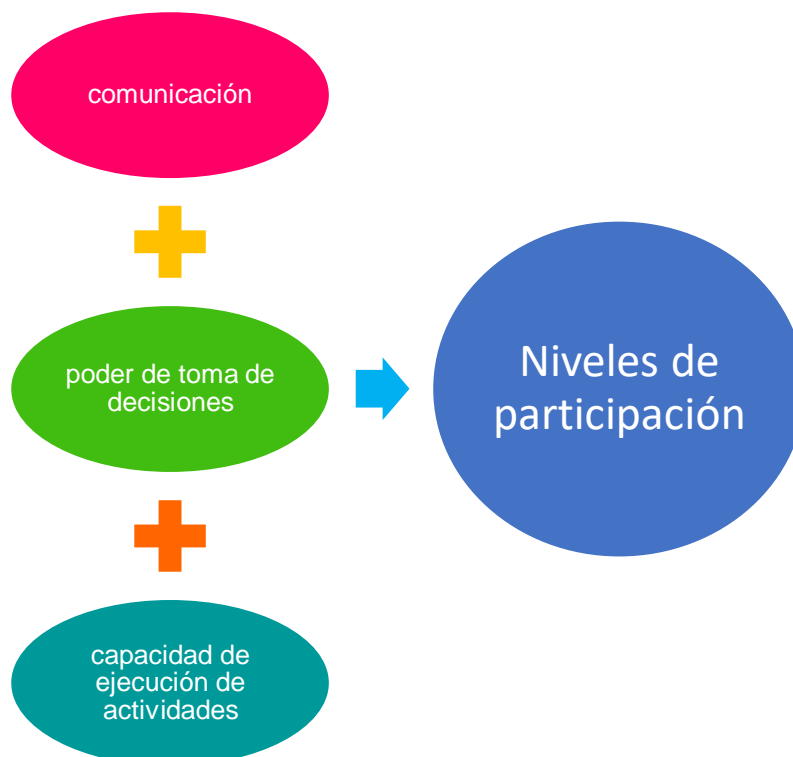 comunicación
poder de toma de
decisiones
capacidad de
ejecución de
actividades
Niveles de
participación